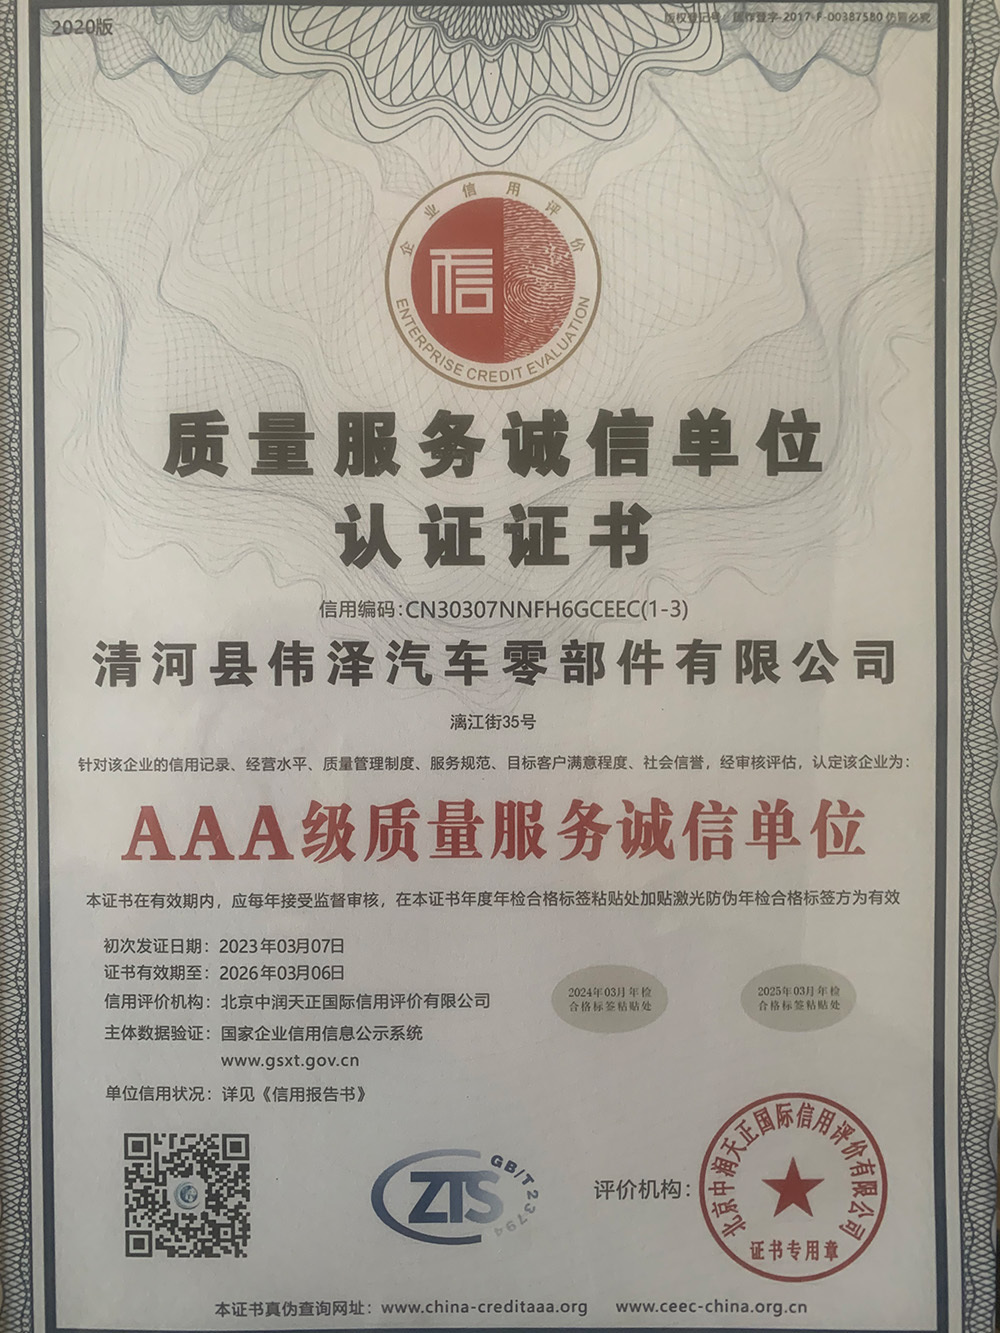 2020版
版权登记号：国作登字-2017-F-00387580 仿冒必究
企业信用评价
信
ENTERPRISE CREDIT EVALUATION
质量服务诚信单位
认证证书
信用编码：CN30307NNFH6GCEEC(1-3)
清河县伟泽汽车零部件有限公司
漓江街35号
针对该企业的信用记录、经营水平、质量管理制度、服务规范、目标客户满意程度、社会信誉，经审核评估，认定该企业为：
AAA级质量服务诚信单位
本证书在有效期内，应每年接受监督审核，在本证书年度年检合格标签粘贴处加贴激光防伪年检合格标签方为有效
初次发证日期：2023年03月07日
证书有效期至：2026年03月06日
信用评价机构：北京中润天正国际信用评价有限公司
主体数据验证：国家企业信用信息公示系统
www.gsxt.gov.cn
单位信用状况：详见《信用报告书》
2024年03月年检
合格标签粘贴处
2025年03月年检
合格标签粘贴处
ZTS
GB/T23794
评价机构：
北京中润天正国际信用评价有限公司
证书专用章
本证书真伪查询网址：www.china-creditaaa.org www.ceec-china.org.cn